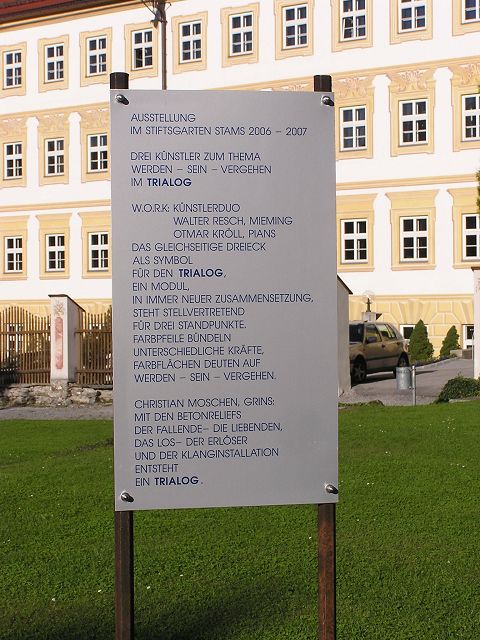 AUSSTELLUNG
IM STIFTSGARTEN STAMS 2006 – 2007
DREI KÜNSTLER ZUM THEMA
WERDEN – SEIN – VERGEHEN
IM TRIALOG
W.O.R.K: KÜNSTLERDUO
WALTER RESCH, MIEMING
OTMAR KRÖLL, PIANS
DAS GLEICHSEITIGE DREIECK
ALS SYMBOL
FÜR DEN TRIALOG,
EIN MODUL,
IN IMMER NEUER ZUSAMMENSETZUNG,
STEHT STELLVERTRETEND
FÜR DREI STANDPUNKTE.
FARBPFEILE BÜNDELN
UNTERSCHIEDLICHE KRÄFTE,
FARBFLÄCHEN DEUTEN AUF
WERDEN – SEIN – VERGEHEN.
CHRISTIAN MOSCHEN, GRINS:
MIT DEN BETONRELIEFS
DER FALLENDE– DIE LIEBENDEN,
DAS LOS– DER ERLÖSER
UND DER KLANGINSTALLATION
ENTSTEHT
EIN TRIALOG.